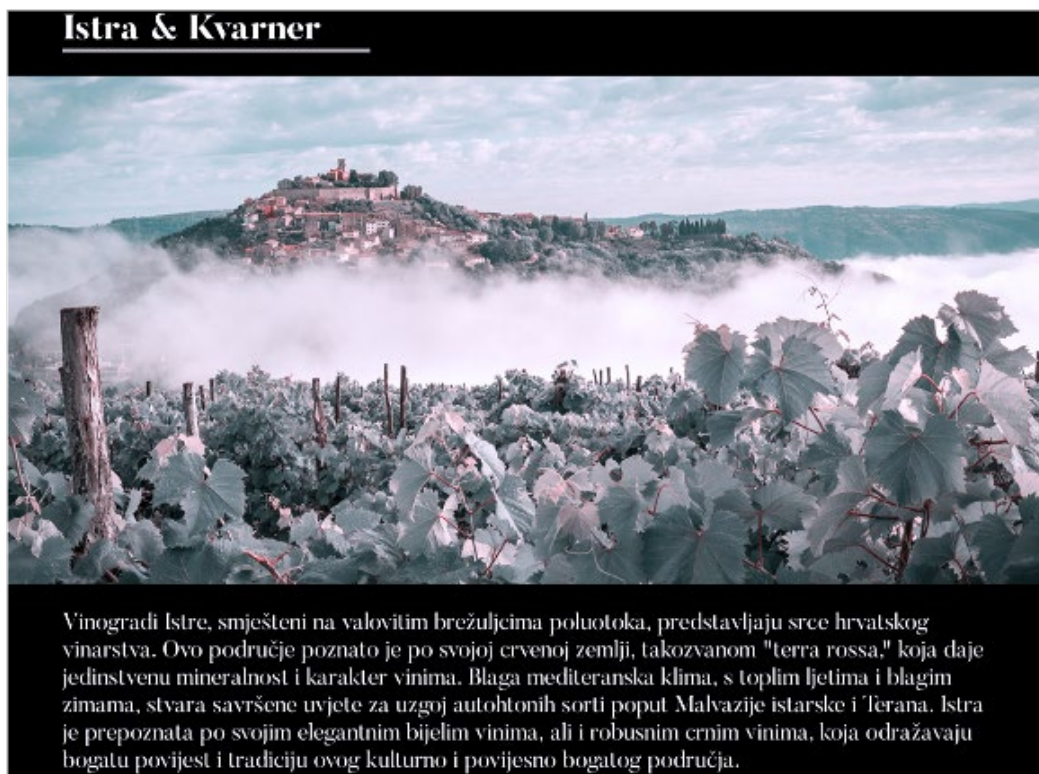 Istra & Kvarner
Vinogradi Istre, smješteni na valovitim brežuljcima poluotoka, predstavljaju srce hrvatskog
vinarstva. Ovo područje poznato je po svojoj crvenoj zemlji, takozvanom "terra rossa," koja daje
jedinstvenu mineralnost i karakter vinima. Blaga mediteranska klima, s toplim ljetima i blagim
zimama, stvara savršene uvjete za uzgoj autohtonih sorti poput Malvazije istarske i Terana. Istra
je prepoznata po svojim elegantnim bijelim vinima, ali i robusnim crnim vinima, koja odražavaju
bogatu povijest i tradiciju ovog kulturno i povijesno bogatog područja.